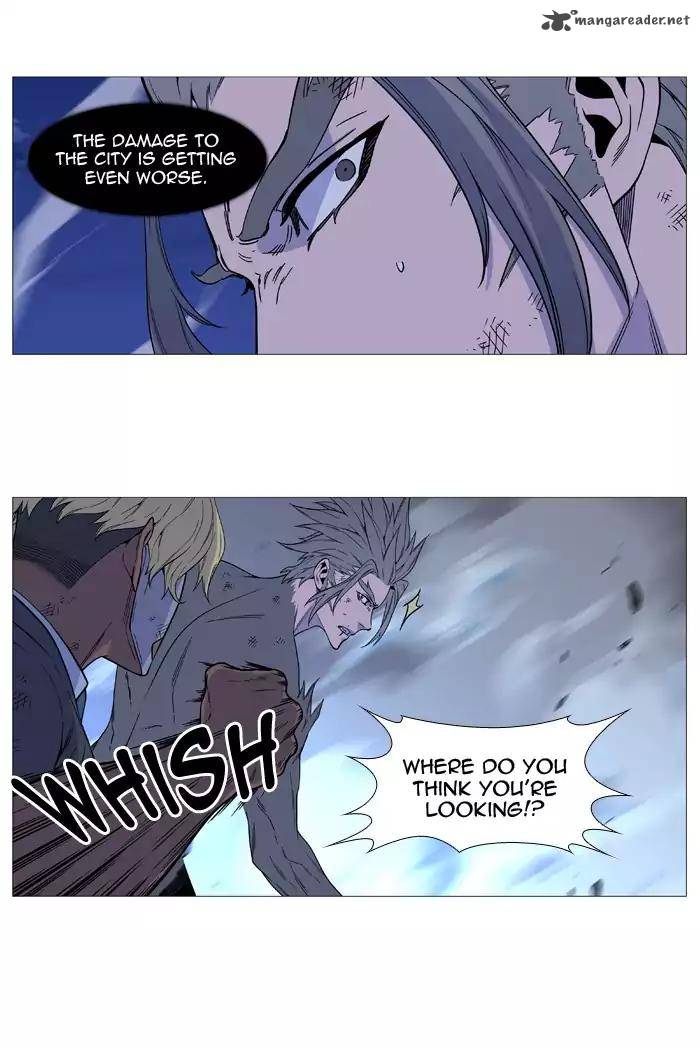 mangareader.net
THE DAMAGE TO
THE CITY IS GETTING
EVEN WORSE.
WHISH
WHERE DO YOU
THINK YOU'RE
LOOKING!?